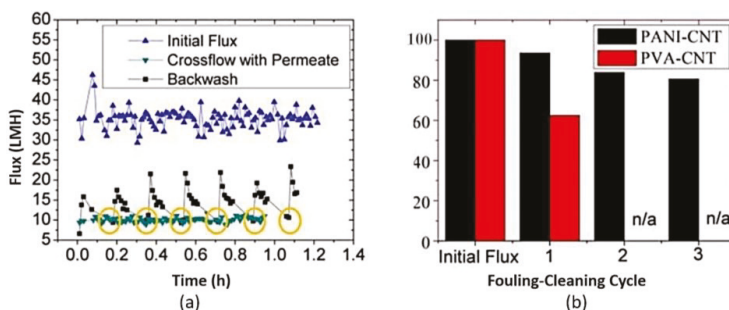 60
55
50
45
40
35
30
25
20
15
10
5
0
Flux (LMH)
Initial Flux
Crossflow with Permeate
Backwash
0.0 0.2 0.4 0.6 0.8 1.0 1.2 1.4
Time (h)
(a)
100
80
60
40
20
0
PANI-CNT
PVA-CNT
n/a
n/a
Initial Flux 1 2 3
Fouling-Cleaning Cycle
(b)